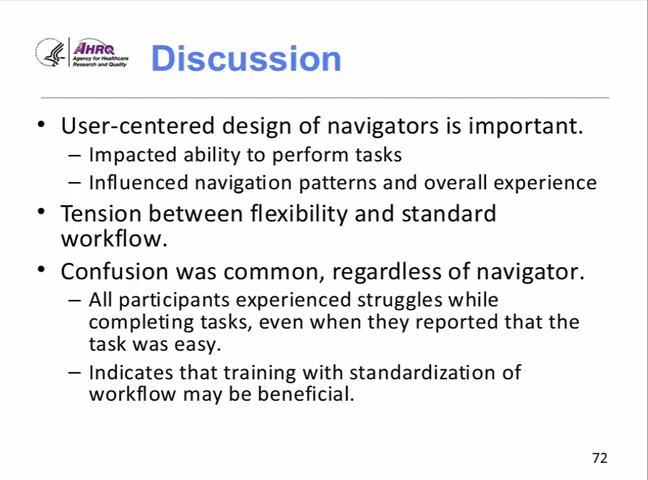 AHRQ
Agency for Healthcare
Research and Quality
Discussion
• User-centered design of navigators is important.
– Impacted ability to perform tasks
– Influenced navigation patterns and overall experience
• Tension between flexibility and standard
workflow.
• Confusion was common, regardless of navigator.
– All participants experienced struggles while
completing tasks, even when they reported that the
task was easy.
– Indicates that training with standardization of
workflow may be beneficial.
72